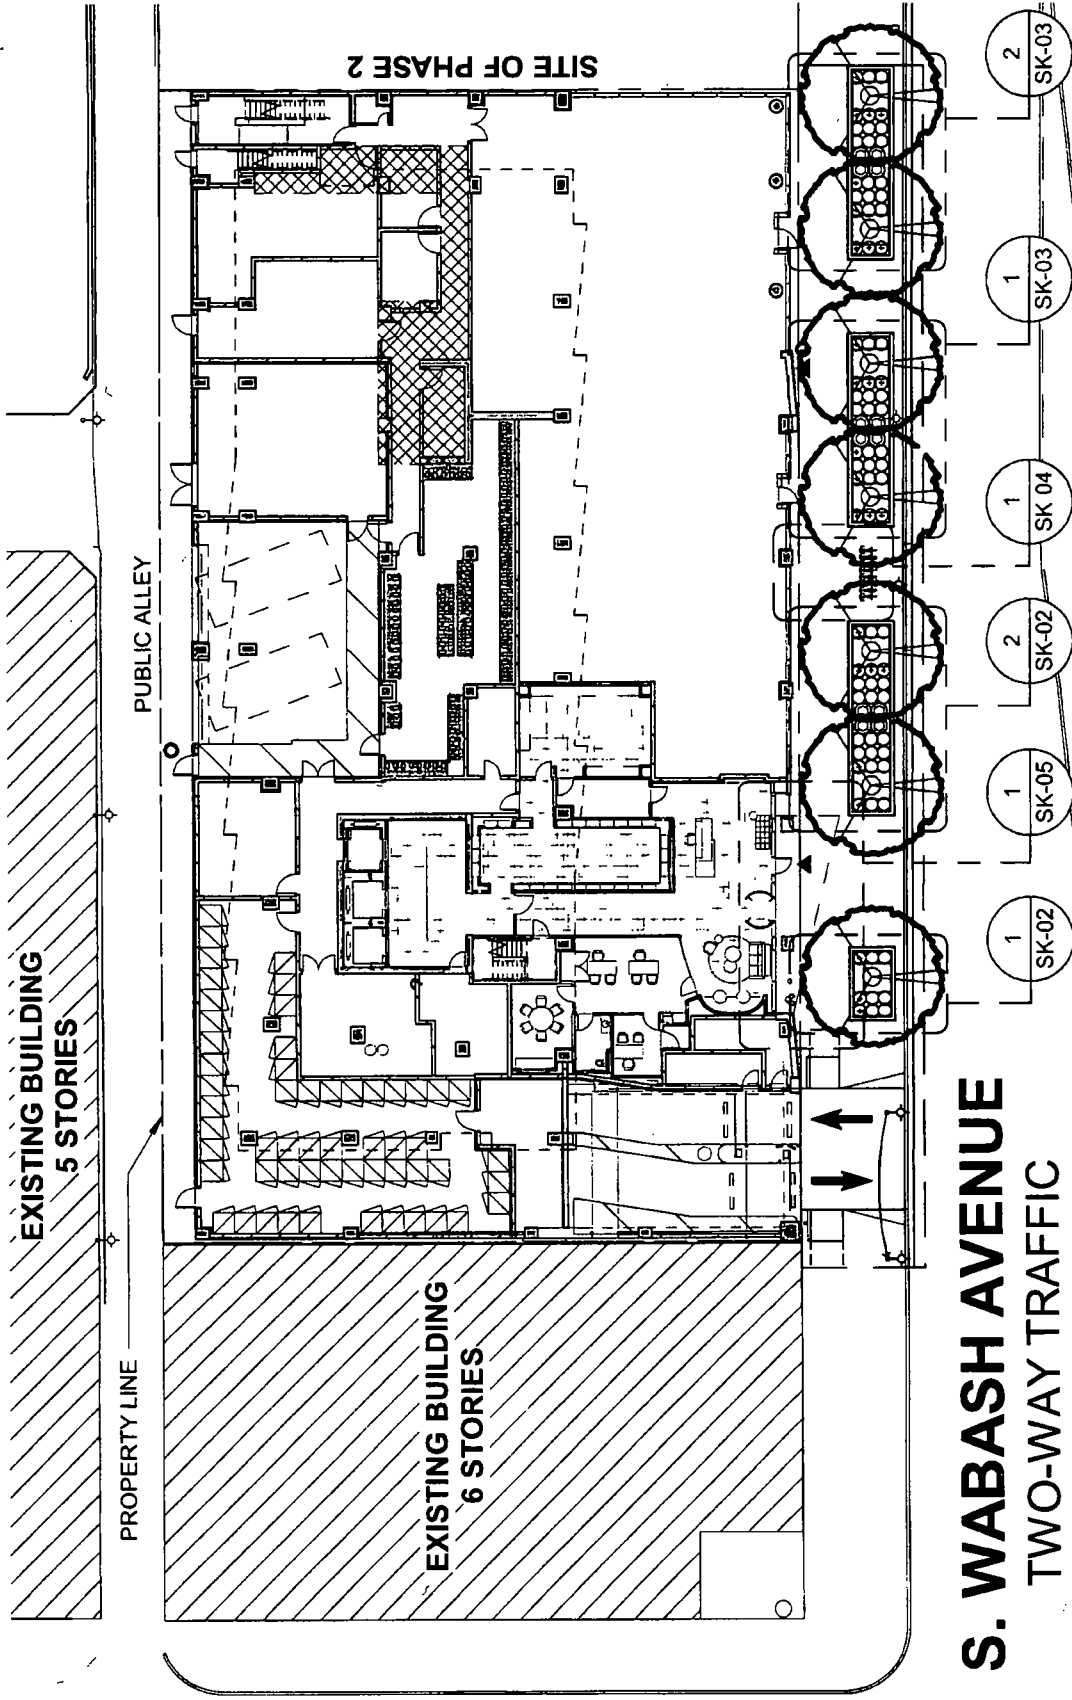 EXISTING BUILDING
5 STORIES
PROPERTY LINE
PUBLIC ALLEY
SITE OF PHASE 2
EXISTING BUILDING
6 STORIES
S. WABASH AVENUE
TWO-WAY TRAFFIC
1
SK-02
1
SK-05
2
SK-02
1
SK 04
1
SK-03
2
SK-03